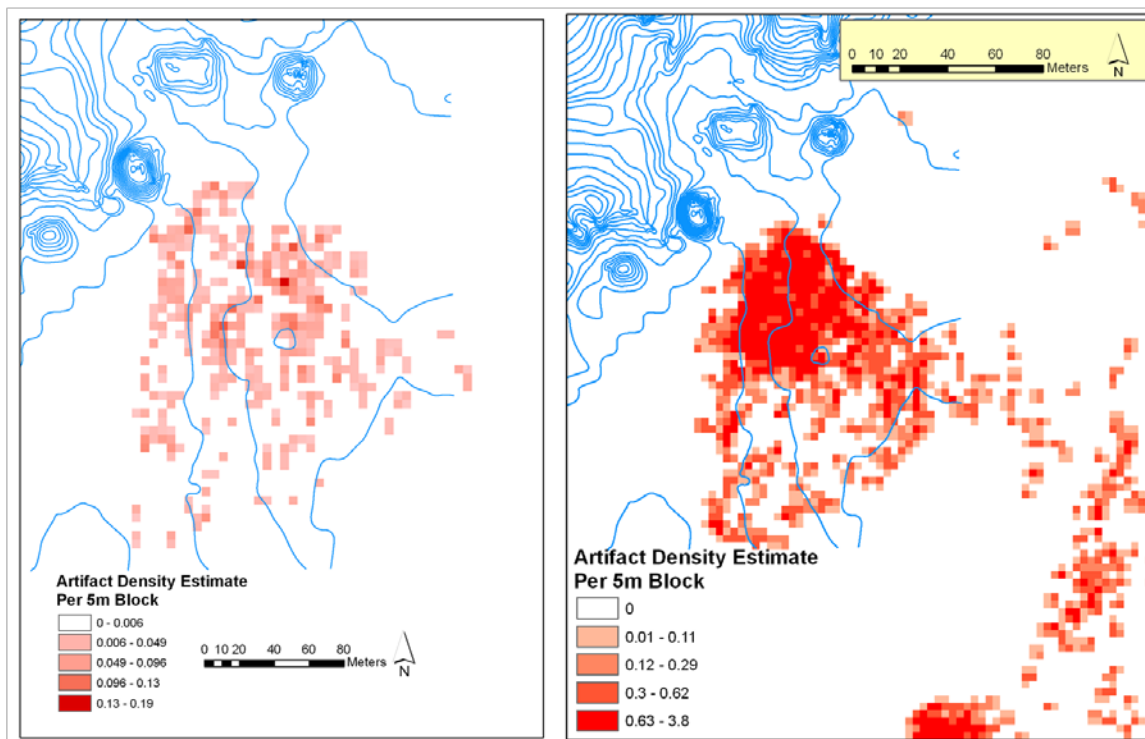 Artifact Density Estimate
Per 5m Block
0 - 0.006
0.006 - 0.049
0.049 - 0.096
0.096 - 0.13
0.13 - 0.19
0 10 20 40 60 80
Meters
N
0 10 20 40 60 80
Meters
N
Artifact Density Estimate
Per 5m Block
0
0.01 - 0.11
0.12 - 0.29
0.3 - 0.62
0.63 - 3.8